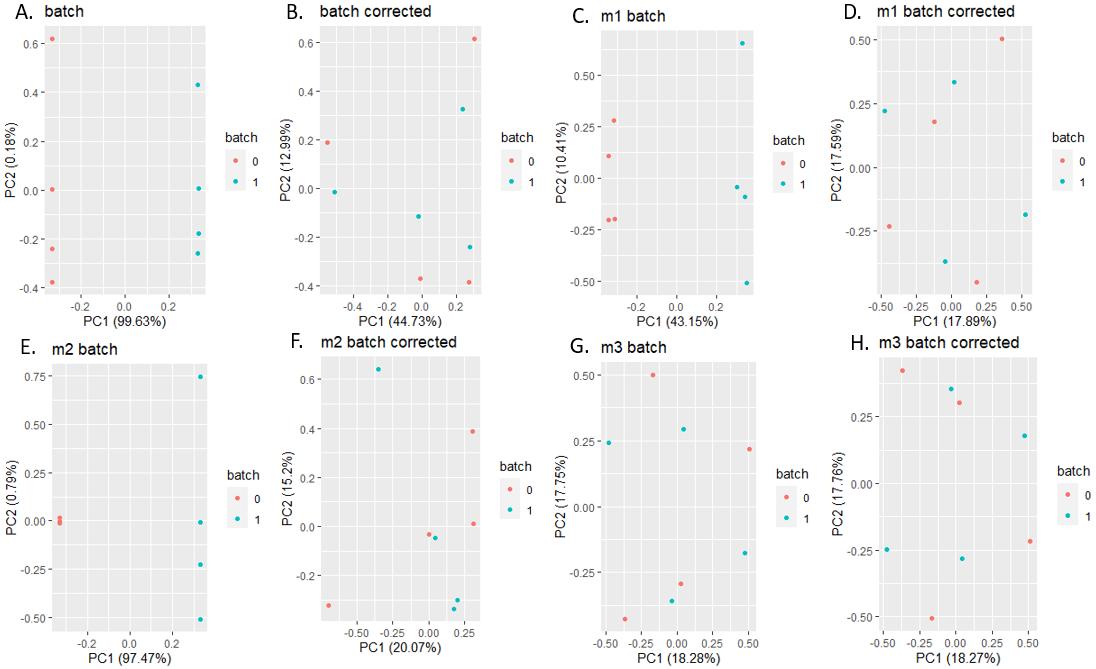 A. batch
0.6
0.4
0.2
0.0
-0.2
-0.4
PC2 (0.18%)
-0.2 0.0 0.2
PC1 (99.63%)
batch
0
1
B. batch corrected
0.6
0.4
0.2
0.0
-0.2
-0.4
PC2 (12.99%)
-0.4 -0.2 0.0 0.2
PC1 (44.73%)
batch
0
1
C. m1 batch
0.50
0.25
0.00
-0.25
-0.50
PC2 (10.41%)
-0.2 0.0 0.2
PC1 (43.15%)
batch
0
1
D. m1 batch corrected
0.50
0.25
0.00
-0.25
PC2 (17.59%)
-0.50 -0.25 0.00 0.25 0.50
PC1 (17.89%)
batch
0
1
E. m2 batch
0.75
0.50
0.25
0.00
-0.25
-0.50
PC2 (0.79%)
-0.2 0.0 0.2
PC1 (97.47%)
batch
0
1
F. m2 batch corrected
0.6
0.4
0.2
0.0
-0.2
PC2 (15.2%)
-0.50 -0.25 0.00 0.25
PC1 (20.07%)
batch
0
1
G. m3 batch
0.50
0.25
0.00
-0.25
PC2 (17.75%)
-0.50 -0.25 0.00 0.25 0.50
PC1 (18.28%)
batch
0
1
H. m3 batch corrected
0.25
0.00
-0.25
-0.50
PC2 (17.76%)
-0.50 -0.25 0.00 0.25 0.50
PC1 (18.27%)
batch
0
1